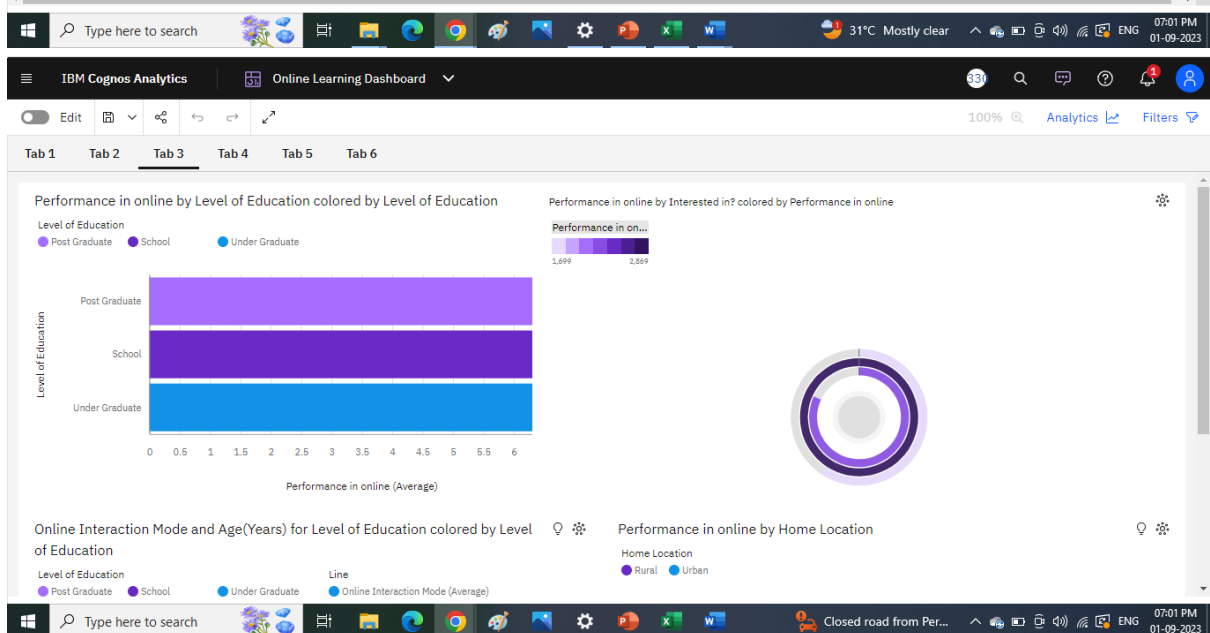 Type here to search
31°C Mostly clear
ENG
07:01 PM
01-09-2023
IBM Cognos Analytics
Online Learning Dashboard
330
1
Edit
100%
Analytics
Filters
Tab 1
Tab 2
Tab 3
Tab 4
Tab 5
Tab 6
Performance in online by Level of Education colored by Level of Education
Level of Education
Post Graduate
School
Under Graduate
Level of Education
Post Graduate
School
Under Graduate
0 0.5 1 1.5 2 2.5 3 3.5 4 4.5 5 5.5 6
Performance in online (Average)
Performance in online by Interested in? colored by Performance in online
Performance in on...
1,699 2,869
Online Interaction Mode and Age(Years) for Level of Education colored by Level
of Education
Level of Education
Post Graduate
School
Under Graduate
Line
Online Interaction Mode (Average)
Performance in online by Home Location
Home Location
Rural
Urban
Type here to search
Closed road from Per...
ENG
07:01 PM
01-09-2023